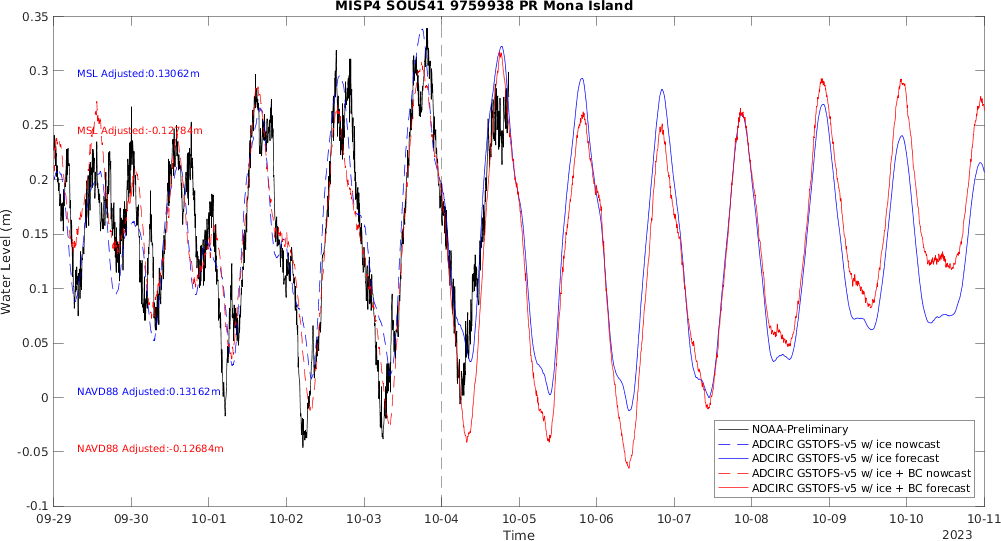 MISP4 SOUS41 9759938 PR Mona Island
0.35
0.3
0.25
0.2
0.15
0.1
0.05
0
-0.05
-0.1
Water Level (m)
MSL Adjusted:0.13062m
MSL Adjusted:-0.12784m
NAVD88 Adjusted:0.13162m
NAVD88 Adjusted:-0.12684m
NOAA-Preliminary
ADCIRC GSTOFS-v5 w/ ice nowcast
ADCIRC GSTOFS-v5 w/ ice forecast
ADCIRC GSTOFS-v5 w/ ice + BC nowcast
ADCIRC GSTOFS-v5 w/ ice + BC forecast
09-29 09-30 10-01 10-02 10-03 10-04 10-05 10-06 10-07 10-08 10-09 10-10 10-11
Time
2023